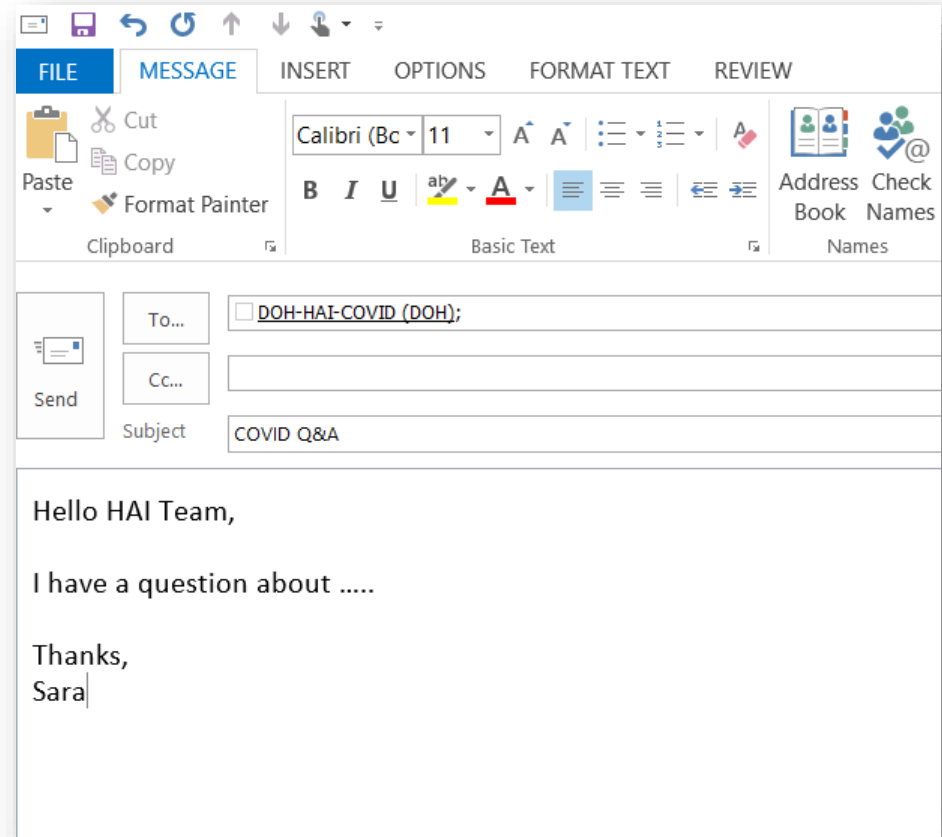 FILE MESSAGE INSERT OPTIONS FORMAT TEXT REVIEW
Paste
Cut
Copy
Format Painter
Clipboard
Calibri (Bc 11
B I U
Basic Text
Address Book
Check Names
Names
Send
To...
DOH-HAI-COVID (DOH);
Cc...
Subject
COVID Q&A
Hello HAI Team,
I have a question about .....
Thanks,
Sara